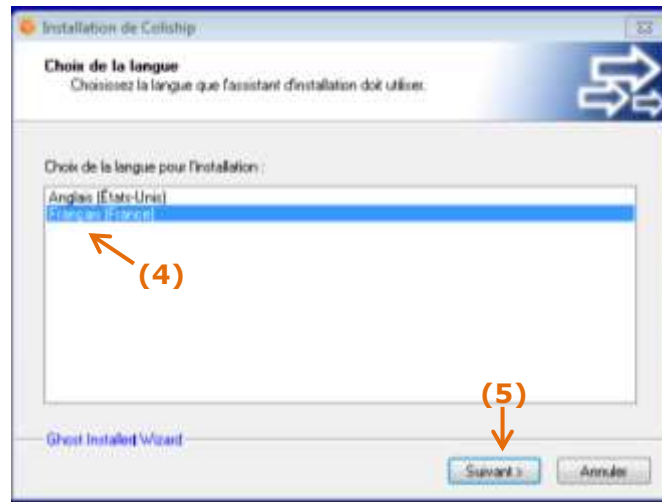 Installation de Coliship
Choix de la langue
Choisissez la langue que l'assistant d'installation doit utiliser.
Choix de la langue pour l'installation :
Anglais (États-Unis)
Français (France)
(4)
(5)
Ghost Installer Wizard
Suivant >
Annuler